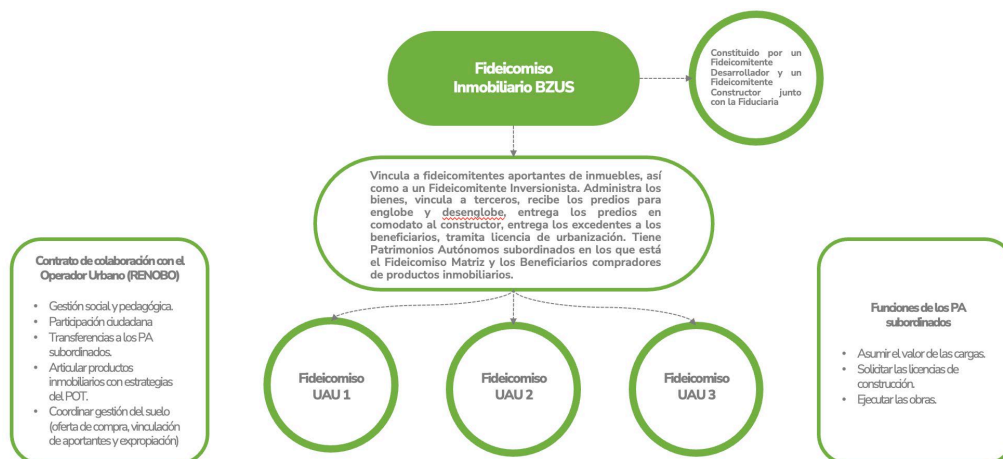 Fideicomiso
Inmobiliario BZUS
Constituido por un
Fideicomitente
Desarrollador y un
Fideicomitente
Constructor junto
con la Fiduciaria
Vincula a fideicomitentes aportantes de inmuebles, así
como a un Fideicomitente Inversionista. Administra los
bienes, vincula a terceros, recibe los predios para
englobe y desenglobe, entrega los predios en
comodato al constructor, entrega los excedentes a los
beneficiarios, tramita licencia de urbanización. Tiene
Patrimonios Autónomos subordinados en los que está
el Fideicomiso Matriz y los Beneficiarios compradores
de productos inmobiliarios.
Contrato de colaboración con el
Operador Urbano (RENOBO)
• Gestión social y pedagógica.
• Participación ciudadana
• Transferencias a los PA
subordinados.
• Articular productos
inmobiliarios con estrategias
del POT.
• Coordinar gestión del suelo
(oferta de compra, vinculación
de aportantes y expropiación)
Fideicomiso
UAU 1
Fideicomiso
UAU 2
Fideicomiso
UAU 3
Funciones de los PA
subordinados
• Asumir el valor de las cargas.
• Solicitar las licencias de
construcción.
• Ejecutar las obras.